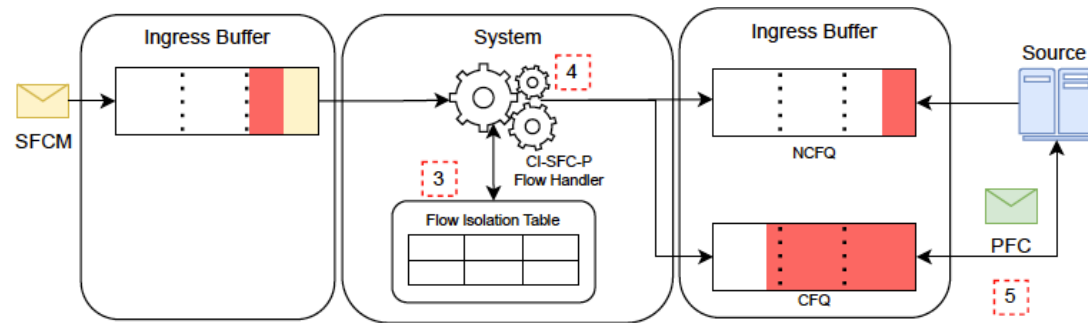 Ingress Buffer
System
Ingress Buffer
Source
4
SFCM
NCFQ
CI-SFC-P
Flow Handler
3
Flow Isolation Table
PFC
CFQ
5